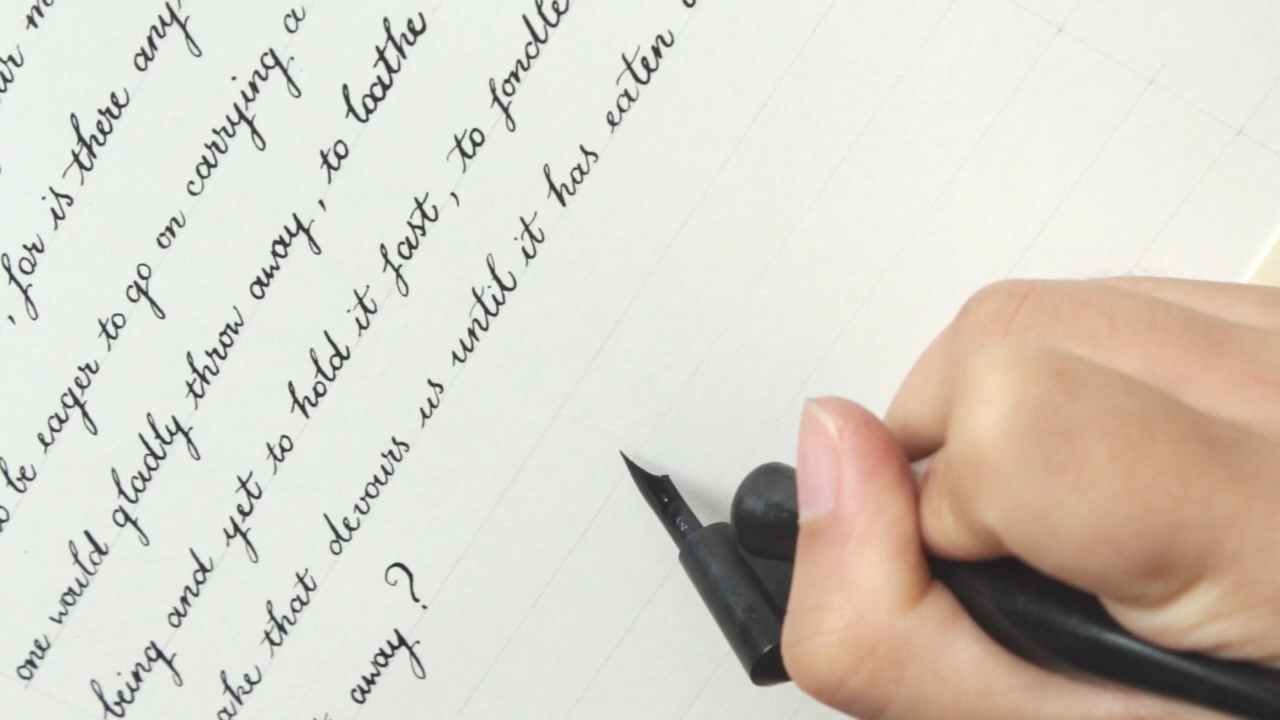 for is there any
be eager to go on carrying a
one would gladly throw away, to loathe
being and yet to hold it fast, to fondle
that devours us until it has eaten
away?